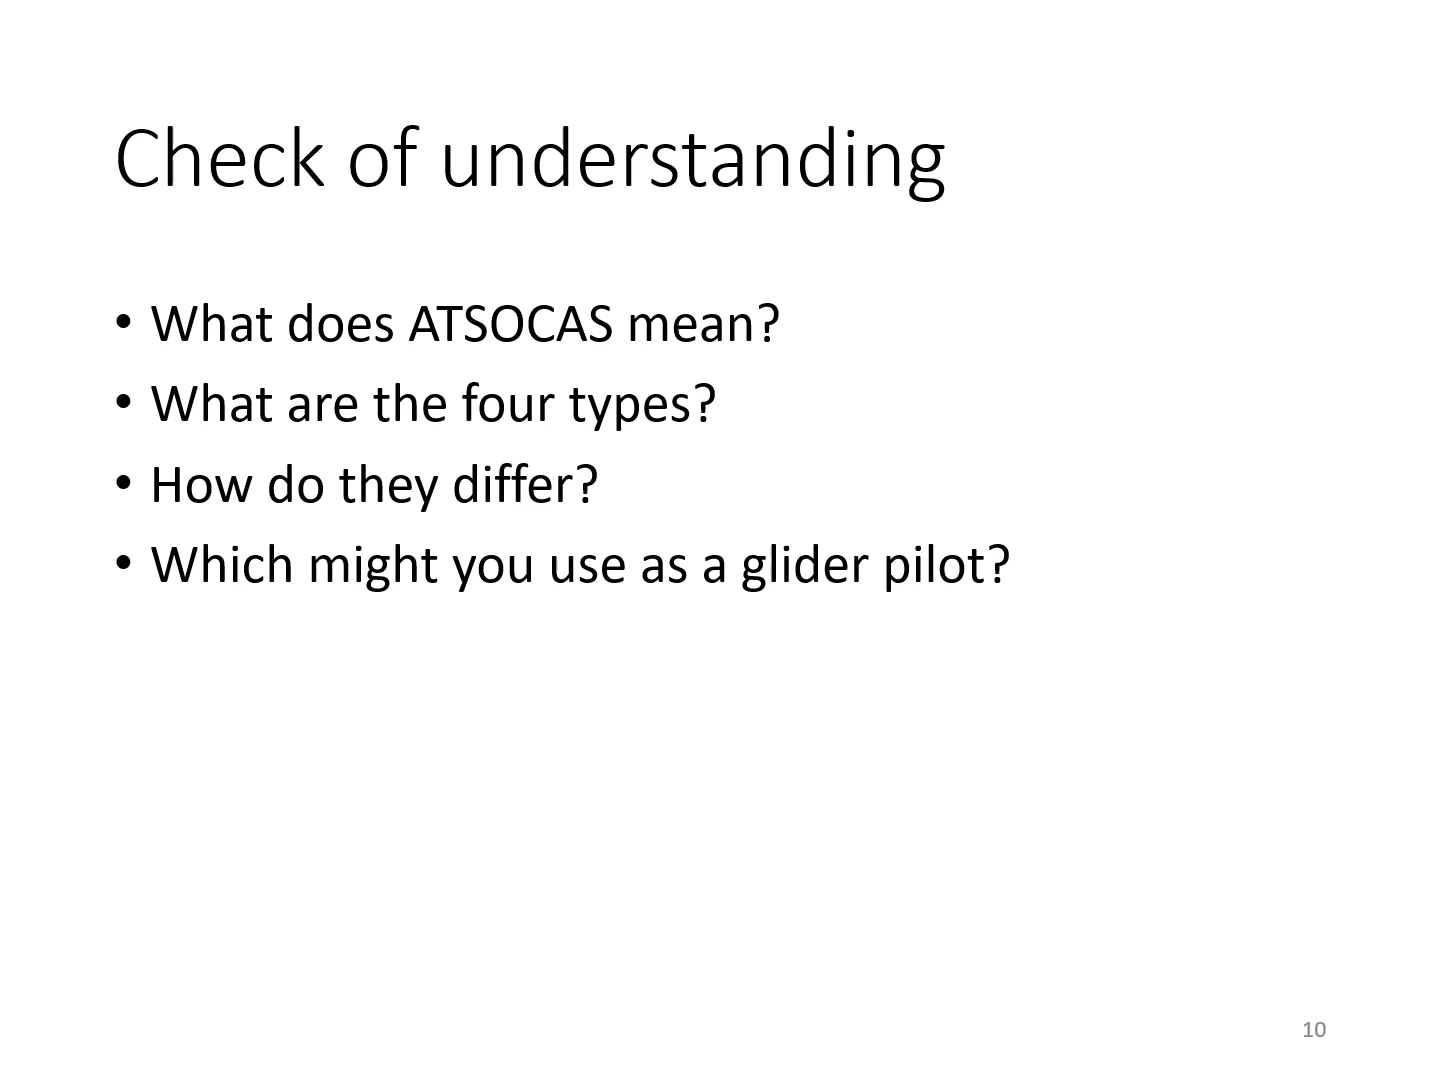 Check of understanding
• What does ATSOCAS mean?
• What are the four types?
• How do they differ?
• Which might you use as a glider pilot?
10